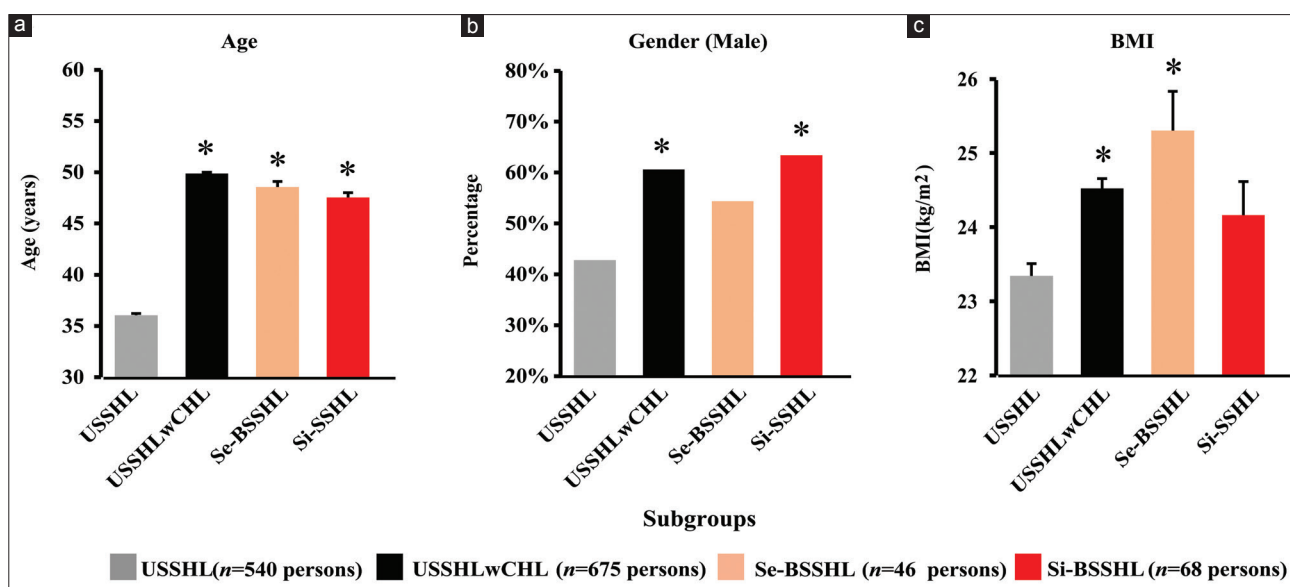 a
Age
Age (years)
60
55
50
45
40
35
30
*
*
*
USSHL
USSHLwCHL
Se-BSSHL
Si-SSHL
b
Gender (Male)
Percentage
80%
70%
60%
50%
40%
30%
20%
*
*
USSHL
USSHLwCHL
Se-BSSHL
Si-SSHL
c
BMI
BMI(kg/m²)
26
25
24
23
22
*
*
USSHL
USSHLwCHL
Se-BSSHL
Si-SSHL
Subgroups
USSHL(n=540 persons)
USSHLwCHL (n=675 persons)
Se-BSSHL (n=46 persons)
Si-BSSHL (n=68 persons)